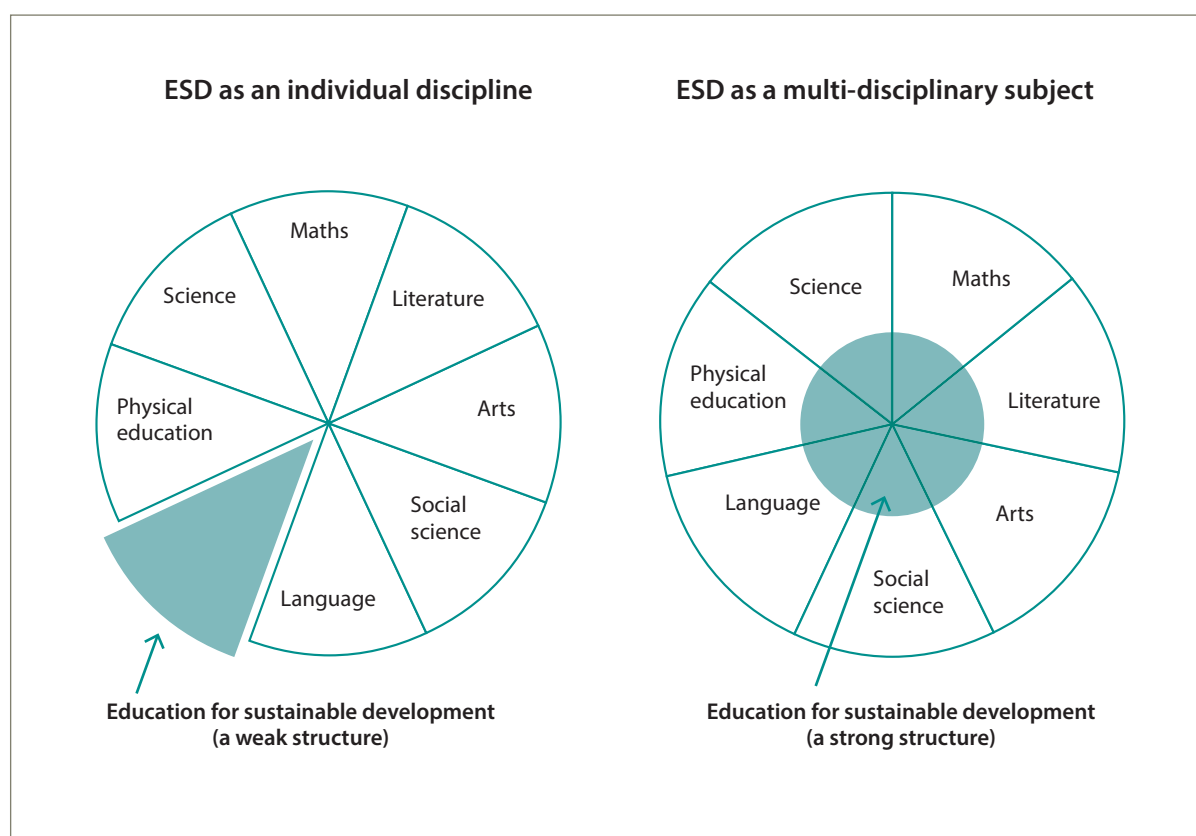 ESD as an individual discipline
Maths
Science
Literature
Physical
education
Arts
Social
science
Language
Education for sustainable development
(a weak structure)
ESD as a multi-disciplinary subject
Science
Maths
Physical
education
Literature
Language
Arts
Social
science
Education for sustainable development
(a strong structure)